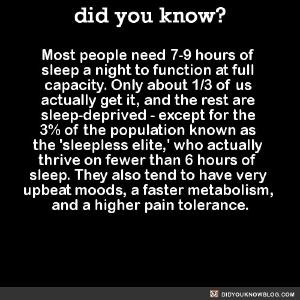 did you know?
Most people need 7-9 hours of
sleep a night to function at full
capacity. Only about 1/3 of us
actually get it, and the rest are
sleep-deprived - except for the
3% of the population known as
the 'sleepless elite,' who actually
thrive on fewer than 6 hours of
sleep. They also tend to have very
upbeat moods, a faster metabolism,
and a higher pain tolerance.
DIDYOUKNOWBLOG.COM